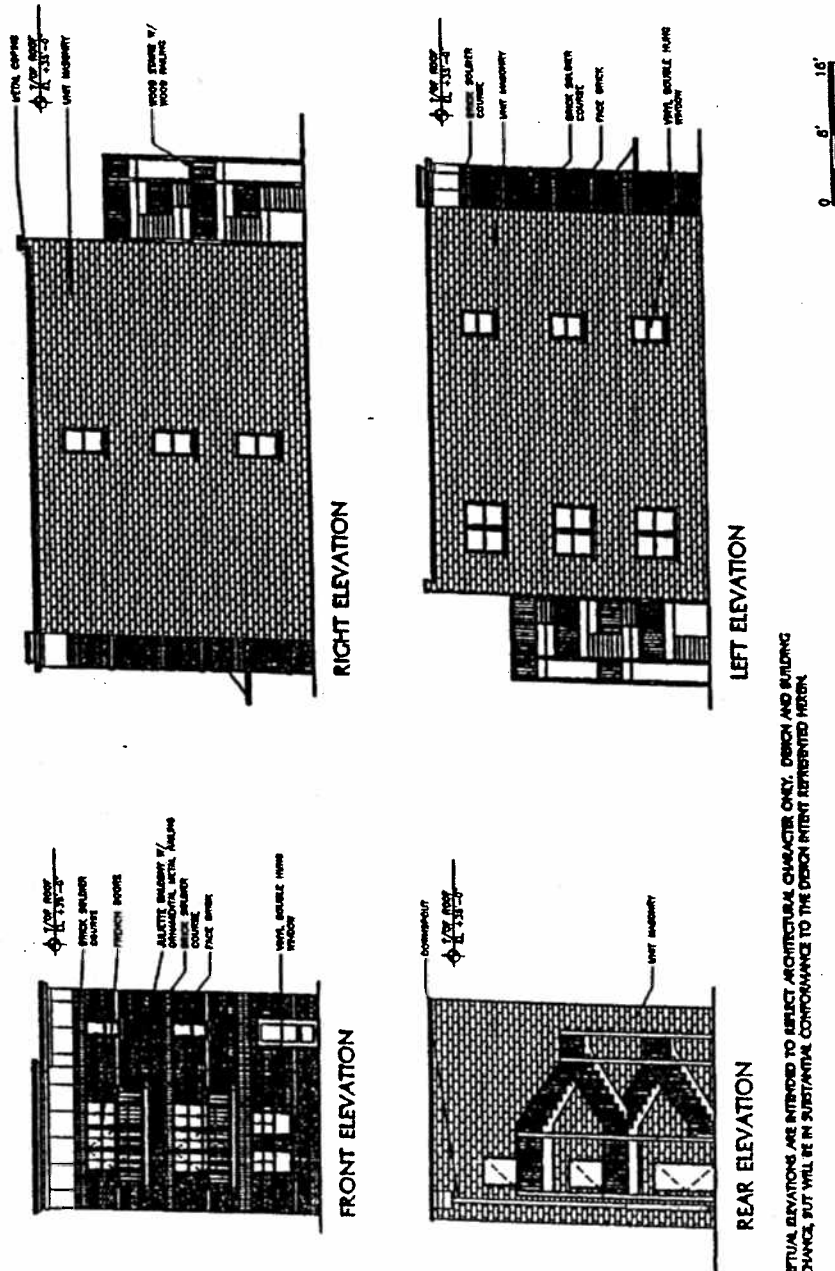 METAL COPING
T/OF ROOF
UNIT MASONRY
WOOD STAIRS W/
WOOD RAILING
RIGHT ELEVATION
T/OF ROOF
BRICK SOLDIER
COURSE
UNIT MASONRY
BRICK SOLDIER
COURSE
FACE BRICK
VINYL DOUBLE HUNG
WINDOW
LEFT ELEVATION
0 8' 16'
T/OF ROOF
BRICK SOLDIER
COURSE
FRENCH DOORS
JULIETTE BALCONY W/
ORNAMENTAL METAL RAILING
BRICK SOLDIER
COURSE
FACE BRICK
VINYL DOUBLE HUNG
WINDOW
FRONT ELEVATION
DOWNSPOUT
T/OF ROOF
UNIT MASONRY
REAR ELEVATION
EPTUAL ELEVATIONS ARE INTENDED TO REFLECT ARCHITECTURAL CHARACTER ONLY. DESIGN AND BUILDING
CHANGE, BUT WILL BE IN SUBSTANTIAL CONFORMANCE TO THE DESIGN INTENT REPRESENTED HEREIN.